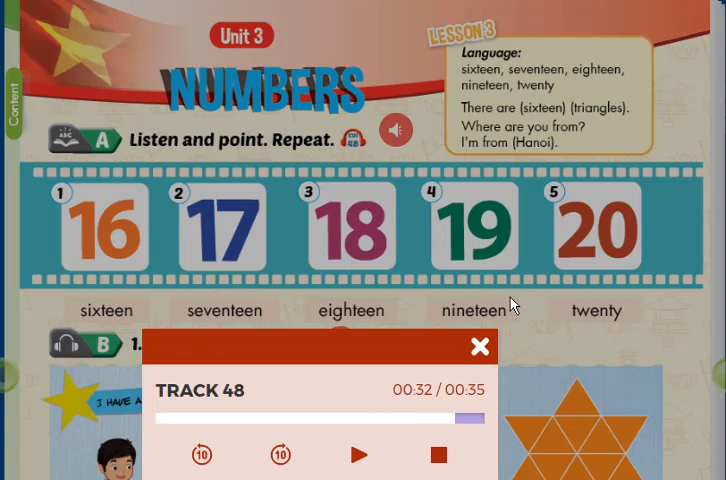 Content
Unit 3
NUMBERS
LESSON 3
Language:
sixteen, seventeen, eighteen,
nineteen, twenty
There are (sixteen) (triangles).
Where are you from?
I'm from (Hanoi).
ABC
A Listen and point. Repeat. CD1 48
1 2 3 4 5
16 17 18 19 20
sixteen seventeen eighteen nineteen twenty
B 1.
TRACK 48 00:32 / 00:35
10 10
I HAVE A